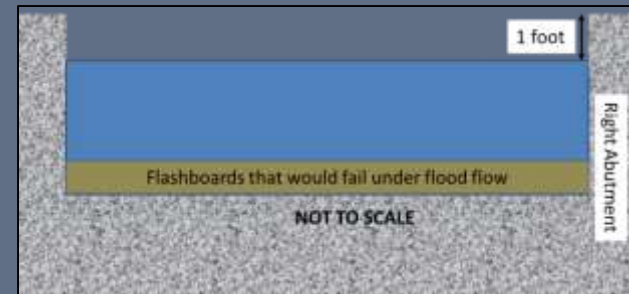 1 foot
Right Abutment
Flashboards that would fail under flood flow
NOT TO SCALE